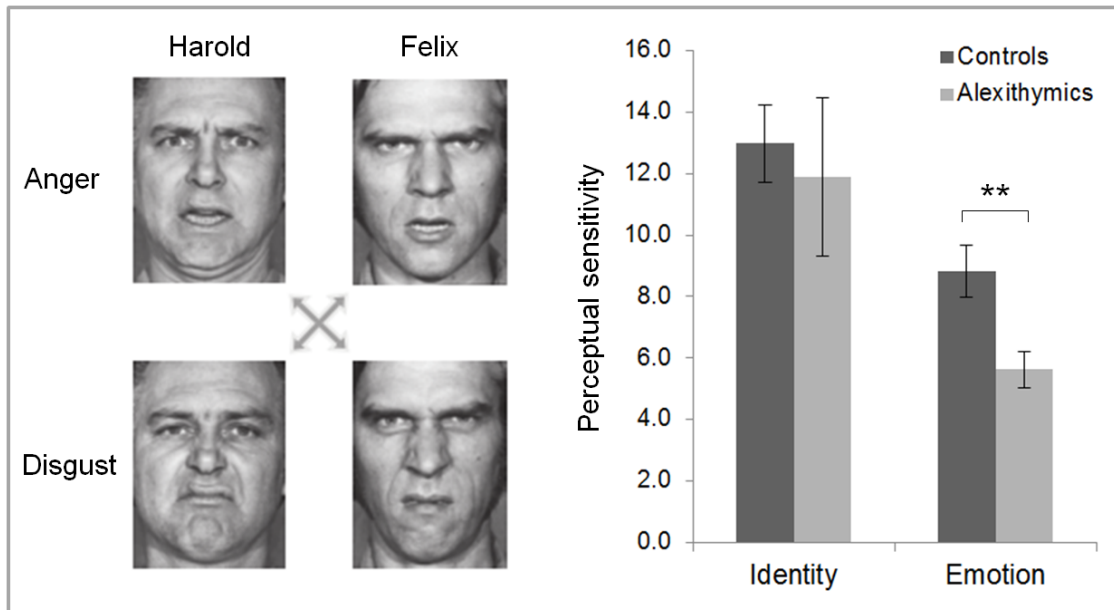 Harold Felix
Anger
Disgust
16.0
14.0
12.0
10.0
8.0
6.0
4.0
2.0
0.0
Perceptual sensitivity
Controls
Alexithymics
**
Identity Emotion